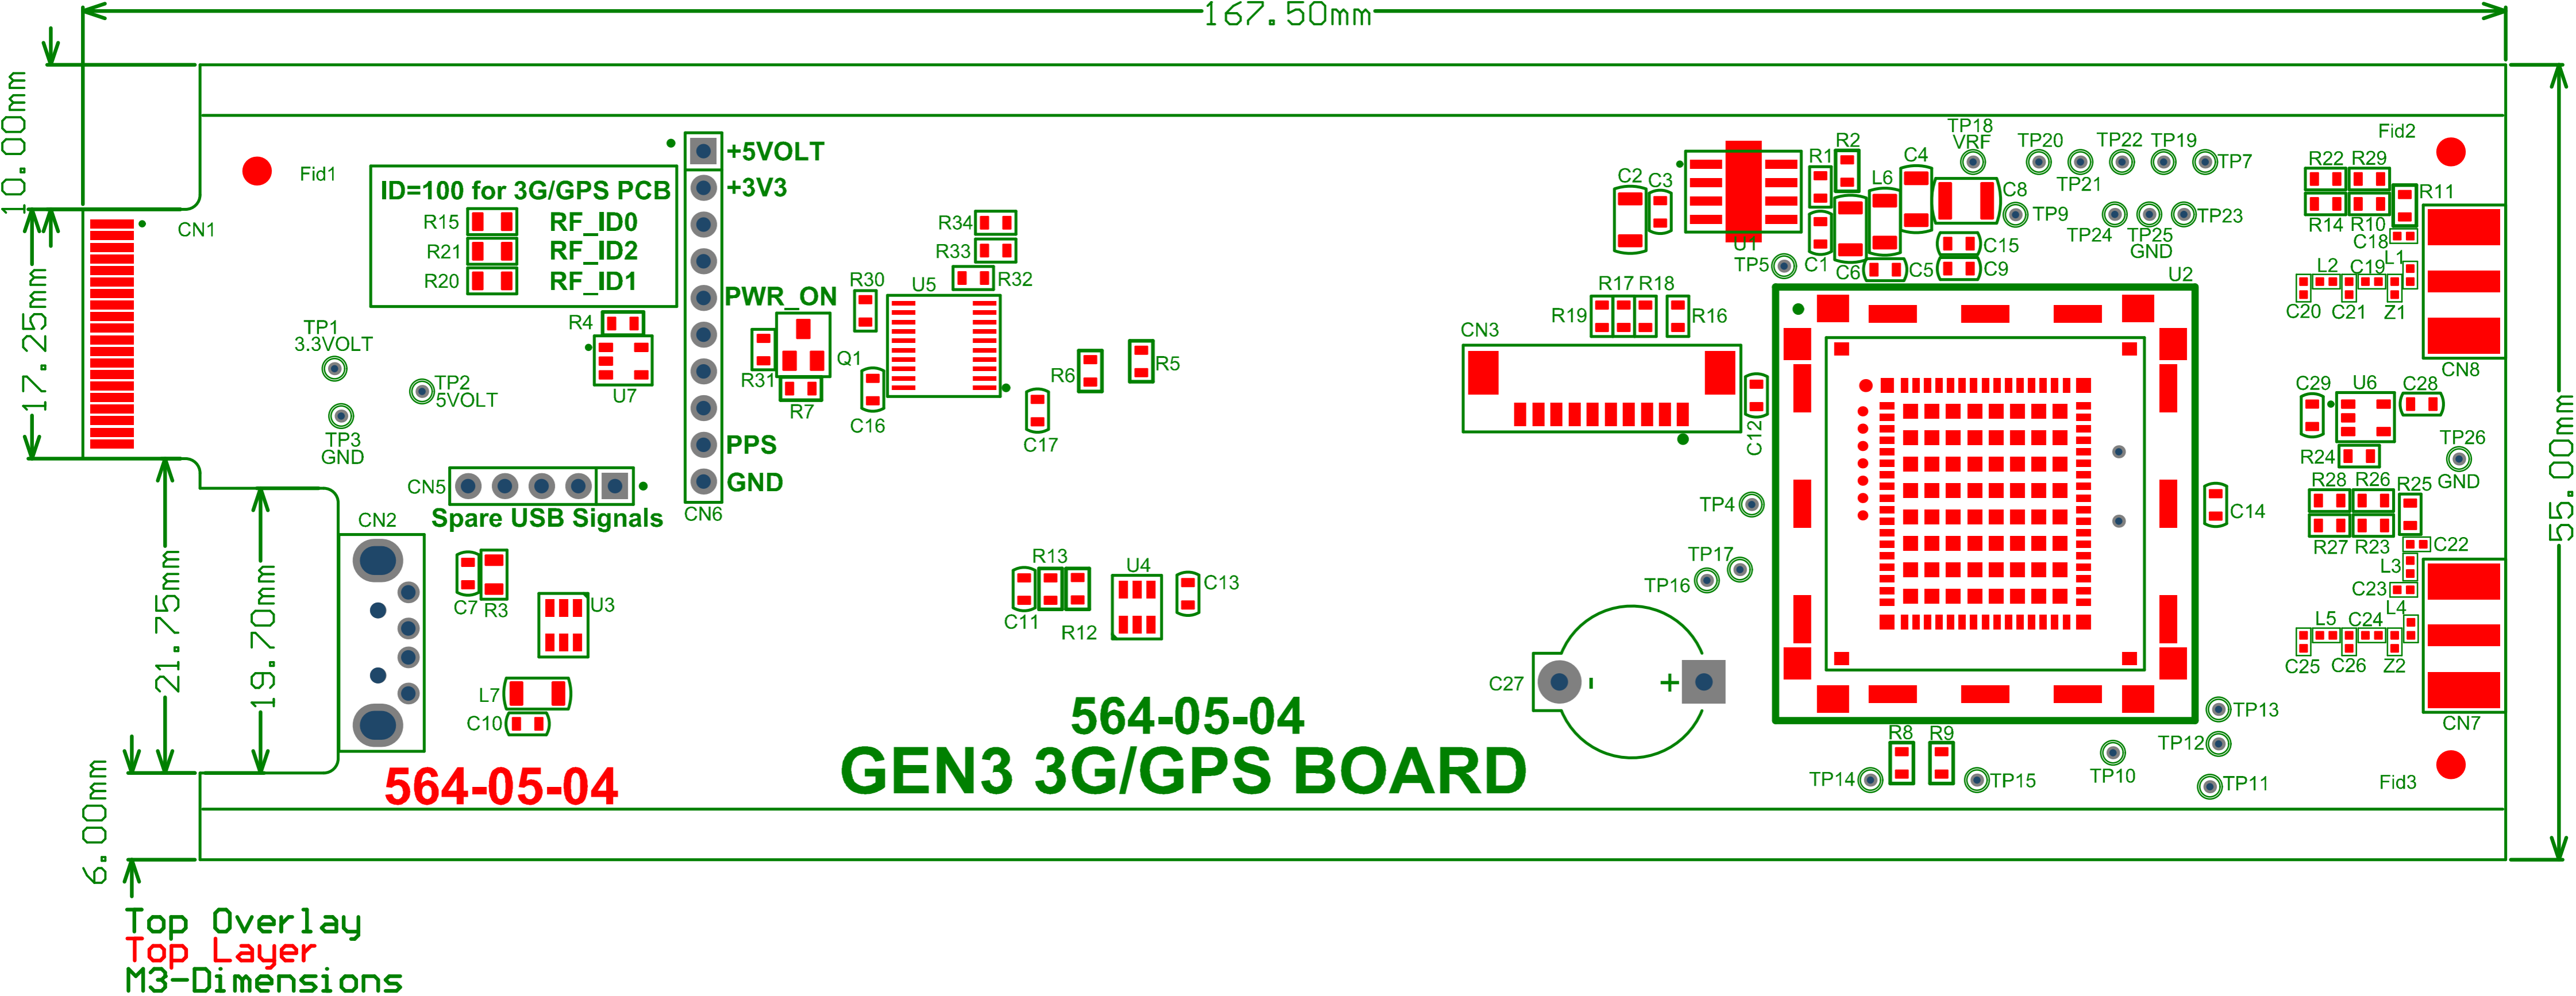 167.50mm
10.00mm
17.25mm
21.75mm
19.70mm
6.00mm
55.00mm
Fid1
CN1
ID=100 for 3G/GPS PCB
R15 RF_ID0
R21 RF_ID2
R20 RF_ID1
+5VOLT
+3V3
PWR_ON
PPS
GND
CN6
TP1
3.3VOLT
TP2
5VOLT
TP3
GND
R4
U7
CN5
Spare USB Signals
CN2
C7
R3
U3
L7
C10
564-05-04
R34
R33
R32
R30
U5
R31
Q1
R7
C16
C17
R6
R5
C11
R13
R12
U4
C13
564-05-04
GEN3 3G/GPS BOARD
C2
C3
U1
R1
R2
C1
C6
L6
C4
C5
C8
C15
C9
TP5
TP18
VRF
TP20
TP21
TP22
TP19
TP7
TP9
TP24
TP25
GND
TP23
U2
R19
R17
R18
R16
CN3
C12
TP4
TP17
TP16
C27
-
+
C14
R8
R9
TP14
TP15
TP10
TP13
TP12
TP11
Fid2
R22
R29
R11
R14
R10
C18
L1
L2
C19
C20
C21
Z1
CN8
C29
U6
C28
R24
TP26
GND
R28
R26
R25
R27
R23
C22
L3
C23
L4
L5
C24
C25
C26
Z2
CN7
Fid3
Top Overlay
Top Layer
M3-Dimensions